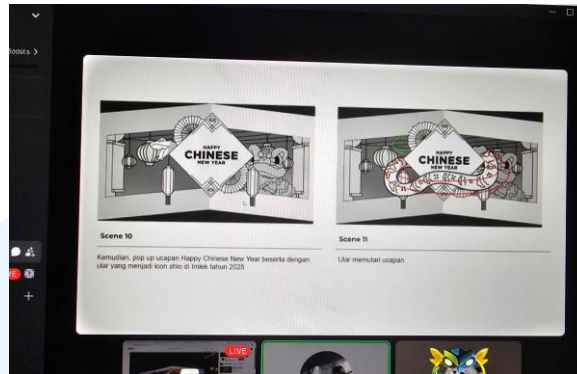 Boosts >
HAPPY
CHINESE
NEW YEAR
HAPPY
CHINESE
NEW YEAR
Scene 10
Scene 11
Kemudian, pop up ucapan Happy Chinese New Year beserta dengan
ular yang menjadi icon shio di Imlek tahun 2025
Ular memutari ucapan
LIVE